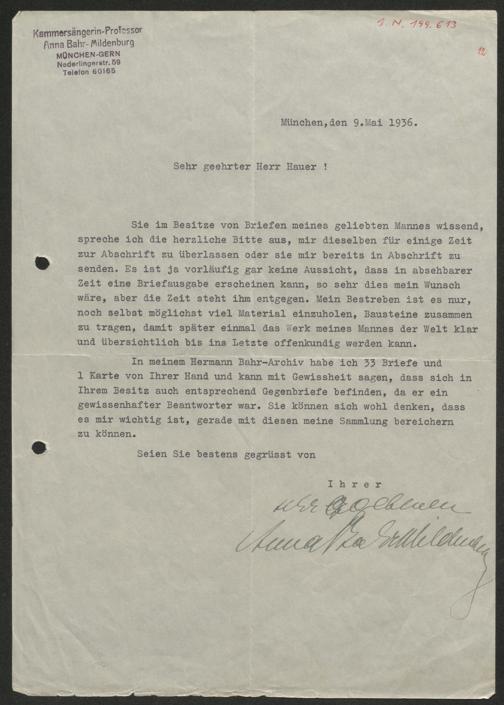 Kammersängerin-Professor
Anna Bahr-Mildenburg
MÜNCHEN-GERN
Nederlingerstr. 59
Telefon 60165
I. N. 199.613
München,den 9.Mai 1936.
Sehr geehrter Herr Hauer !
Sie im Besitze von Briefen meines geliebten Mannes wissend,
spreche ich die herzliche Bitte aus, mir dieselben für einige Zeit
zur Abschrift zu überlassen oder sie mir bereits in Abschrift zu
senden. Es ist ja vorläufig gar keine Aussicht, dass in absehbarer
Zeit eine Briefausgabe erscheinen kann, so sehr dies mein Wunsch
wäre, aber die Zeit steht ihm entgegen. Mein Bestreben ist es nur,
noch selbst möglichst viel Material einzuholen, Bausteine zusammen
zu tragen, damit später einmal das Werk meines Mannes der Welt klar
und übersichtlich bis ins Letzte offenkundig werden kann.
In meinem Hermann Bahr-Archiv habe ich 33 Briefe und
1 Karte von Ihrer Hand und kann mit Gewissheit sagen, dass sich in
Ihrem Besitz auch entsprechend Gegenbriefe befinden, da er ein
gewissenhafter Beantworter war. Sie können sich wohl denken, dass
es mir wichtig ist, gerade mit diesen meine Sammlung bereichern
zu können.
Seien Sie bestens gegrüsst von
I h r e r
ergebenen
Anna Bahr-Mildenburg